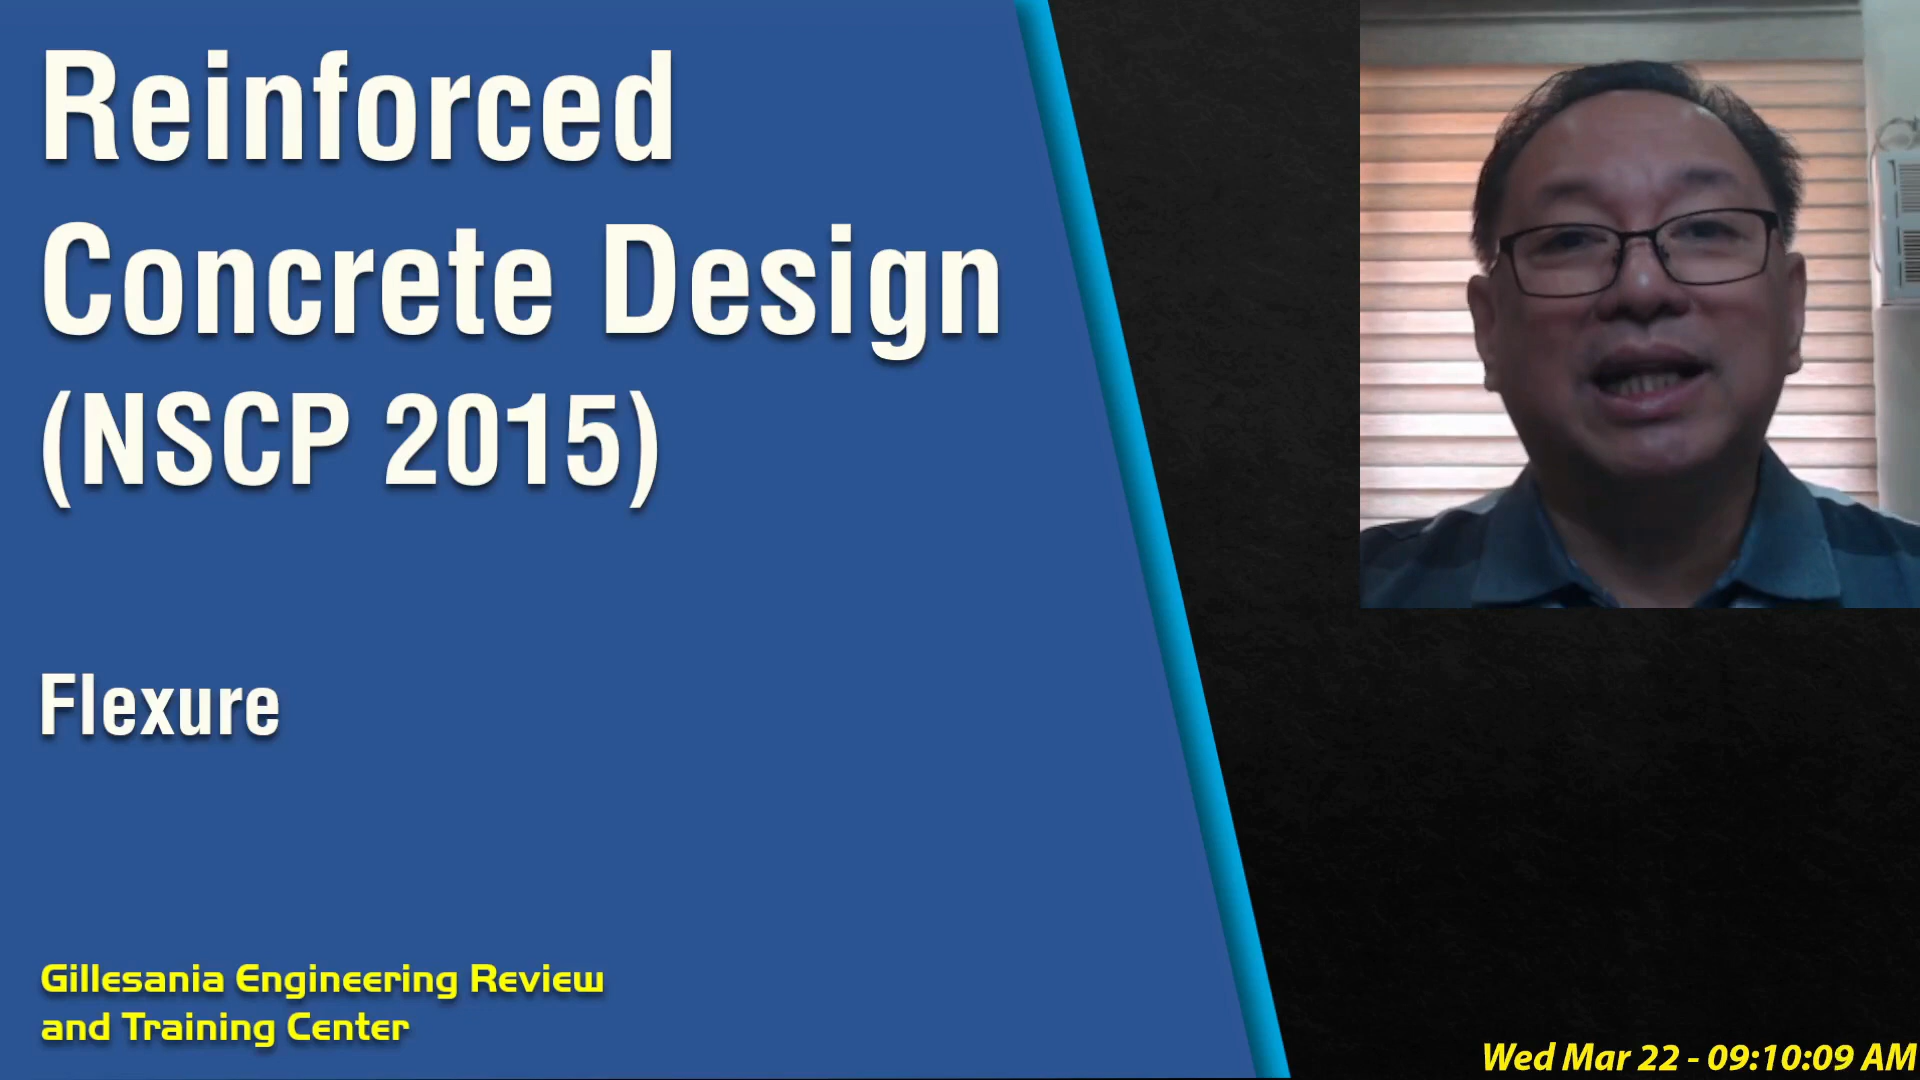 Reinforced
Concrete Design
(NSCP 2015)
Flexure
Gillesania Engineering Review
and Training Center
Wed Mar 22 - 09:10:09 AM